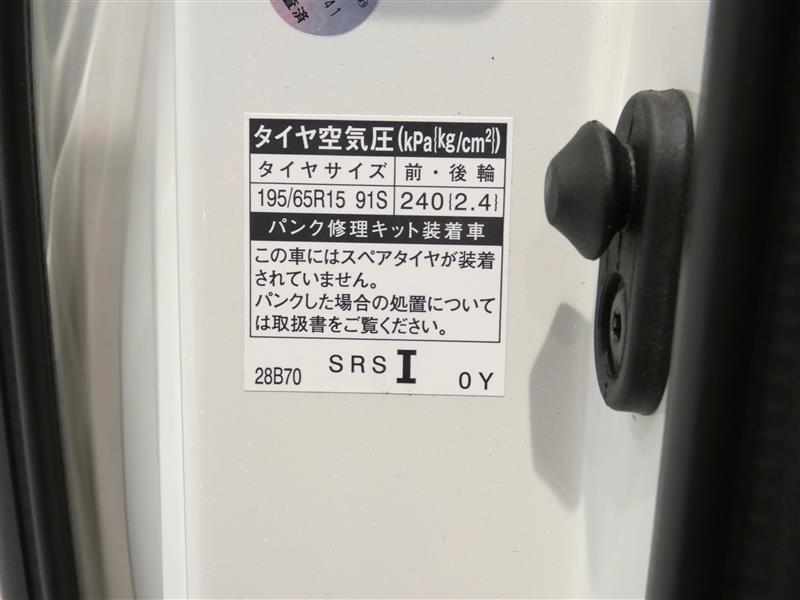 41
タイヤ空気圧(kPa{kg/cm²})
タイヤサイズ 前・後輪
195/65R15 91S 240{2.4}
パンク修理キット装着車
この車にはスペアタイヤが装着
されていません。
パンクした場合の処置について
は取扱書をご覧ください。
28B70 SRS I 0Y